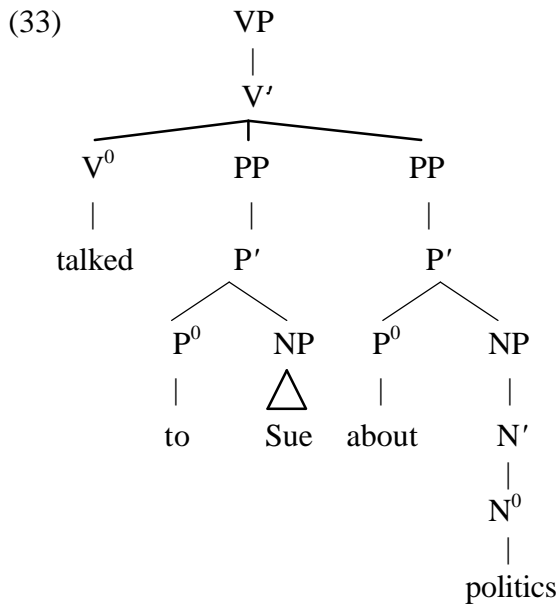 (33) VP
V′
V⁰ PP PP
talked P′ P′
P⁰ NP P⁰ NP
to Sue about N′
N⁰
politics